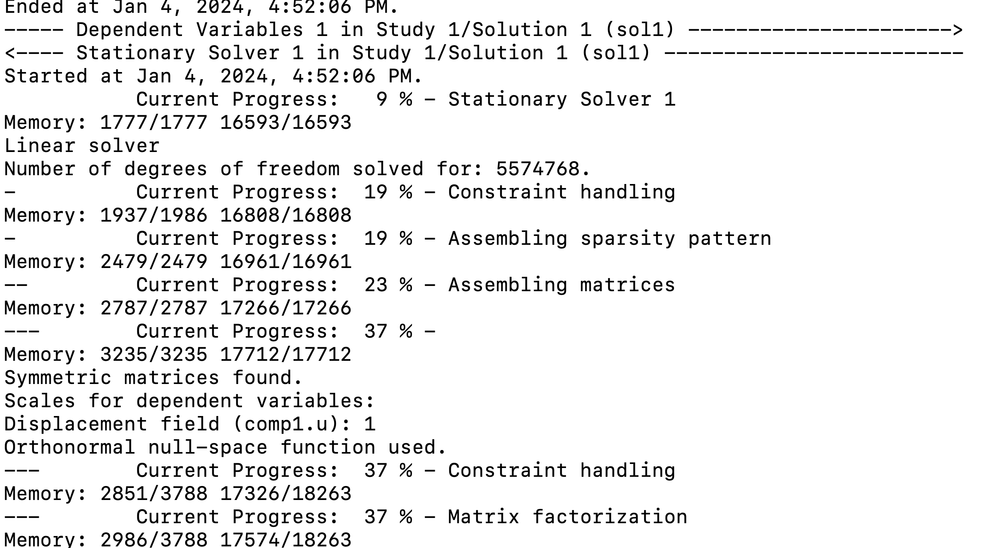 Ended at Jan 4, 2024, 4:52:06 PM.
----- Dependent Variables 1 in Study 1/Solution 1 (sol1) ---------------------->
<---- Stationary Solver 1 in Study 1/Solution 1 (sol1) -------------------------
Started at Jan 4, 2024, 4:52:06 PM.
           Current Progress:   9 % - Stationary Solver 1
Memory: 1777/1777 16593/16593
Linear solver
Number of degrees of freedom solved for: 5574768.
-          Current Progress:  19 % - Constraint handling
Memory: 1937/1986 16808/16808
-          Current Progress:  19 % - Assembling sparsity pattern
Memory: 2479/2479 16961/16961
--         Current Progress:  23 % - Assembling matrices
Memory: 2787/2787 17266/17266
---        Current Progress:  37 % -
Memory: 3235/3235 17712/17712
Symmetric matrices found.
Scales for dependent variables:
Displacement field (comp1.u): 1
Orthonormal null-space function used.
---        Current Progress:  37 % - Constraint handling
Memory: 2851/3788 17326/18263
---        Current Progress:  37 % - Matrix factorization
Memory: 2986/3788 17574/18263